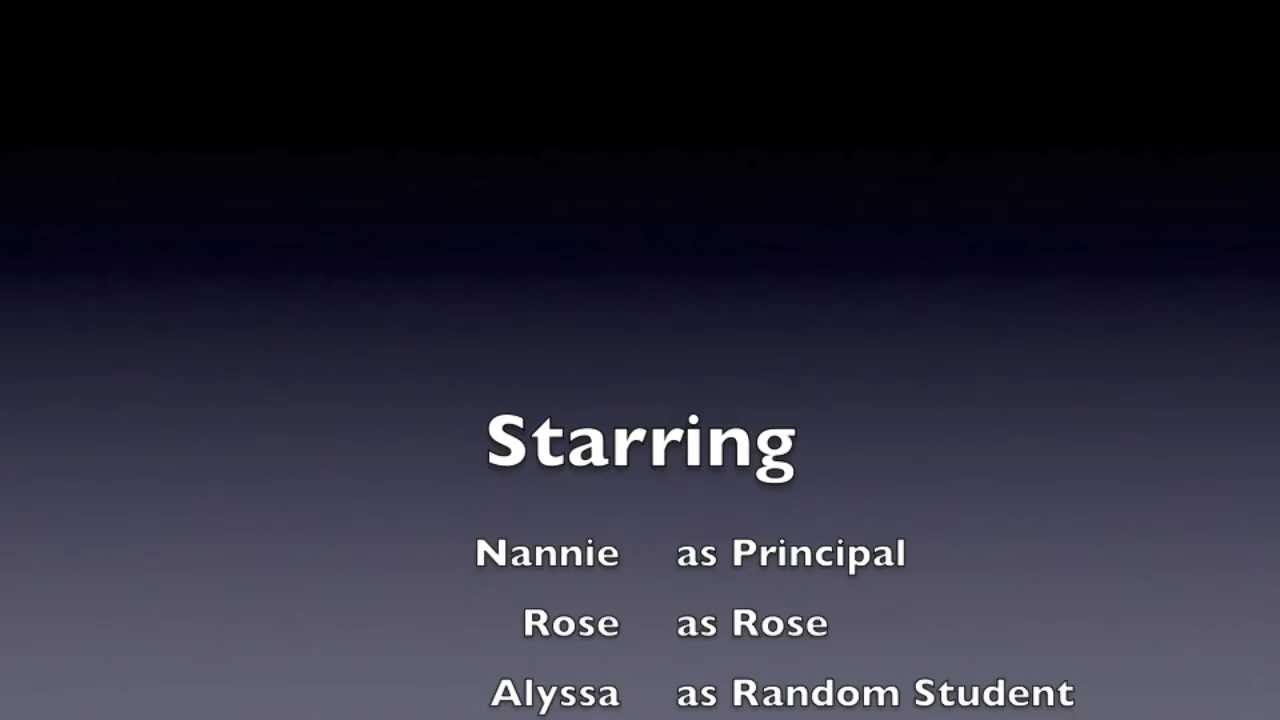 Starring
Nannie as Principal
Rose as Rose
Alyssa as Random Student